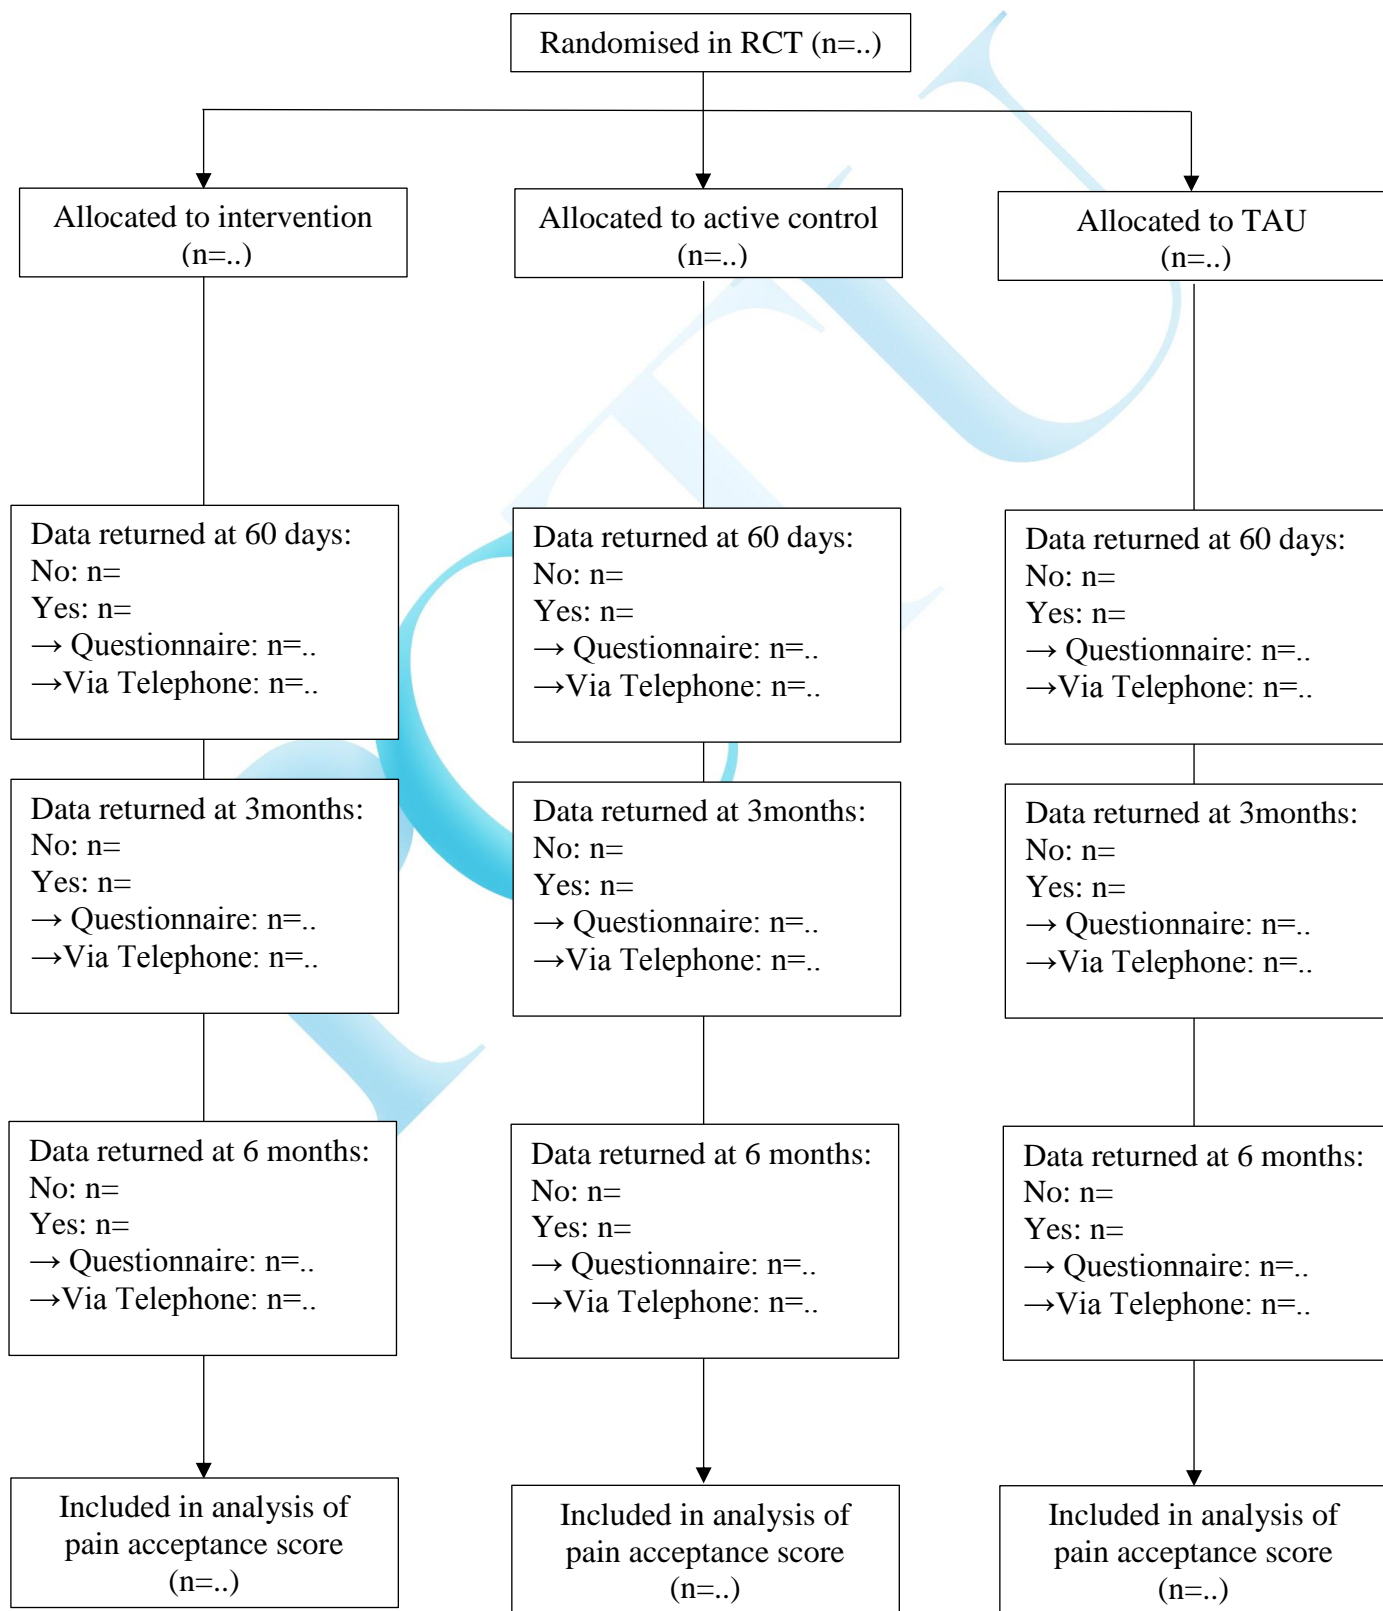 Randomised in RCT (n=..)
Allocated to intervention
(n=..)
Allocated to active control
(n=..)
Allocated to TAU
(n=..)
Data returned at 60 days:
No: n=
Yes: n=
→ Questionnaire: n=..
→Via Telephone: n=..
Data returned at 60 days:
No: n=
Yes: n=
→ Questionnaire: n=..
→Via Telephone: n=..
Data returned at 60 days:
No: n=
Yes: n=
→ Questionnaire: n=..
→Via Telephone: n=..
Data returned at 3months:
No: n=
Yes: n=
→ Questionnaire: n=..
→Via Telephone: n=..
Data returned at 3months:
No: n=
Yes: n=
→ Questionnaire: n=..
→Via Telephone: n=..
Data returned at 3months:
No: n=
Yes: n=
→ Questionnaire: n=..
→Via Telephone: n=..
Data returned at 6 months:
No: n=
Yes: n=
→ Questionnaire: n=..
→Via Telephone: n=..
Data returned at 6 months:
No: n=
Yes: n=
→ Questionnaire: n=..
→Via Telephone: n=..
Data returned at 6 months:
No: n=
Yes: n=
→ Questionnaire: n=..
→Via Telephone: n=..
Included in analysis of
pain acceptance score
(n=..)
Included in analysis of
pain acceptance score
(n=..)
Included in analysis of
pain acceptance score
(n=..)